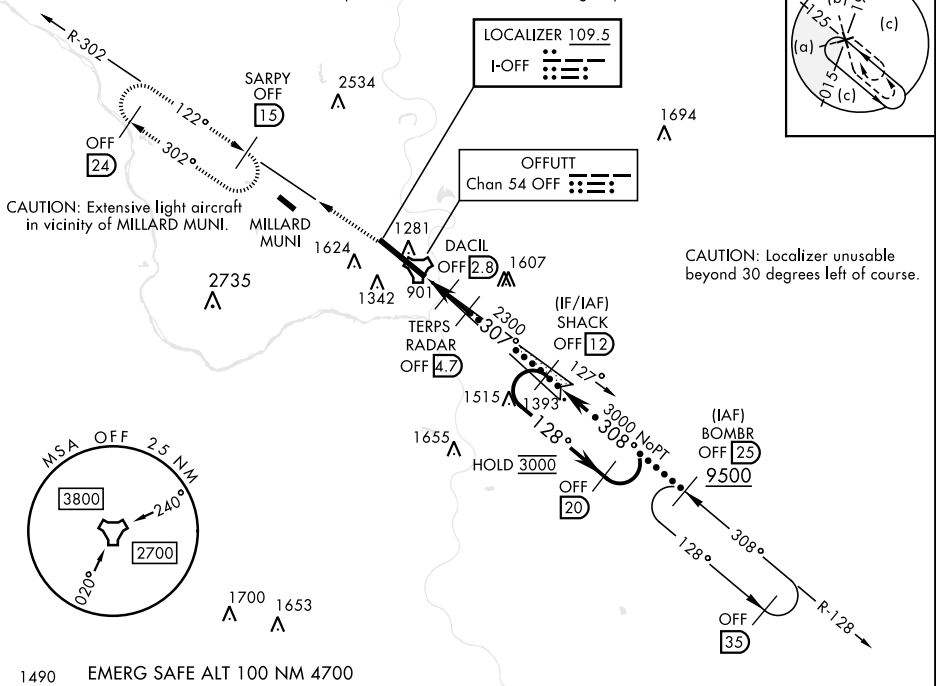 R-302
LOCALIZER 109.5
I-OFF
125
(c)
(a)
015
(c)
SARPY
OFF
15
2534
122°
302°
OFF
24
1694
OFFUTT
Chan 54 OFF
CAUTION: Extensive light aircraft
in vicinity of MILLARD MUNI.
MILLARD
MUNI
1624
1281
DACIL
OFF 2.8
1607
CAUTION: Localizer unusable
beyond 30 degrees left of course.
2735
1342
901
TERPS
RADAR
OFF 4.7
2300
307°
(IF/IAF)
SHACK
OFF 12
127°
1515
1393
3000 NoPT
308°
128°
(IAF)
BOMBR
OFF 25
9500
1655
HOLD 3000
OFF
20
MSA OFF 25 NM
3800
240°
2700
020°
128°
308°
R-128
OFF
35
1700
1653
1490
EMERG SAFE ALT 100 NM 4700